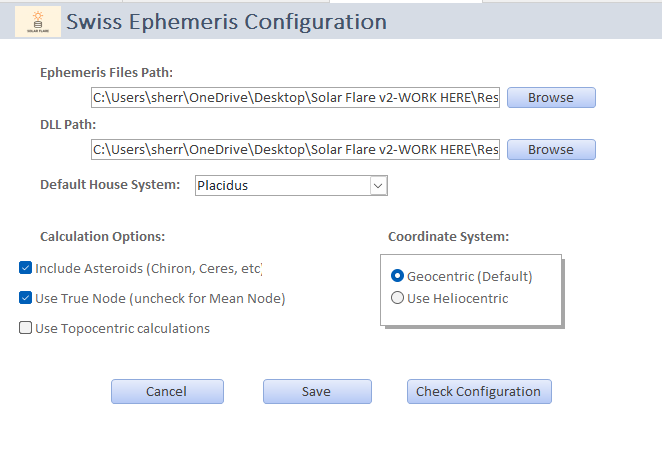 SOLAR FLARE
Swiss Ephemeris Configuration
Ephemeris Files Path:
C:\Users\sherr\OneDrive\Desktop\Solar Flare v2-WORK HERE\Res
Browse
DLL Path:
C:\Users\sherr\OneDrive\Desktop\Solar Flare v2-WORK HERE\Res
Browse
Default House System:
Placidus
Calculation Options:
Coordinate System:
Include Asteroids (Chiron, Ceres, etc)
Geocentric (Default)
Use True Node (uncheck for Mean Node)
Use Heliocentric
Use Topocentric calculations
Cancel
Save
Check Configuration